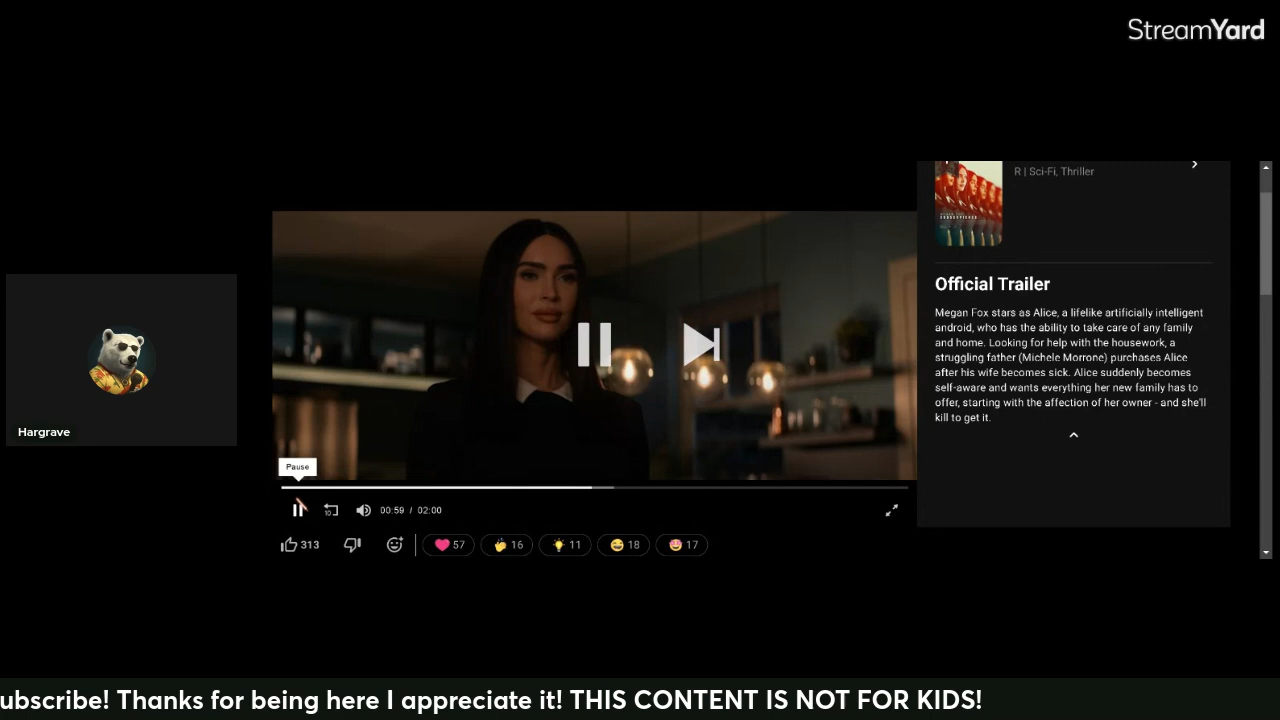 StreamYard
R | Sci-Fi, Thriller
Official Trailer
Megan Fox stars as Alice, a lifelike artificially intelligent
android, who has the ability to take care of any family
and home. Looking for help with the housework, a
struggling father (Michele Morrone) purchases Alice
after his wife becomes sick. Alice suddenly becomes
self-aware and wants everything her new family has to
offer, starting with the affection of her owner - and she'll
kill to get it.
Hargrave
Pause
10
00:59 / 02:00
313
57
16
11
18
17
ubscribe! Thanks for being here I appreciate it! THIS CONTENT IS NOT FOR KIDS!